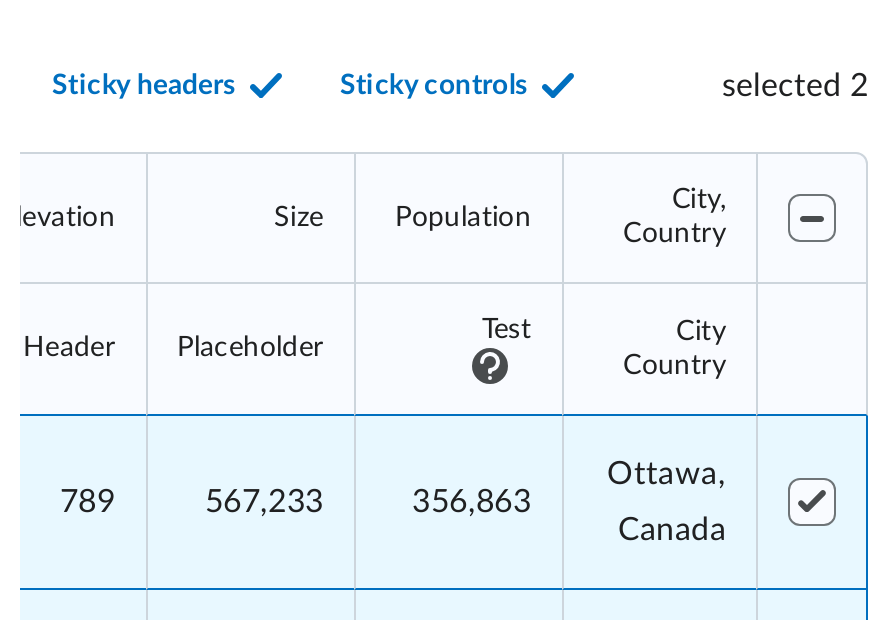 Sticky headers Sticky controls selected 2
Size Population City,
Country
Header Placeholder Test City
Country
789 567,233 356,863 Ottawa,
Canada